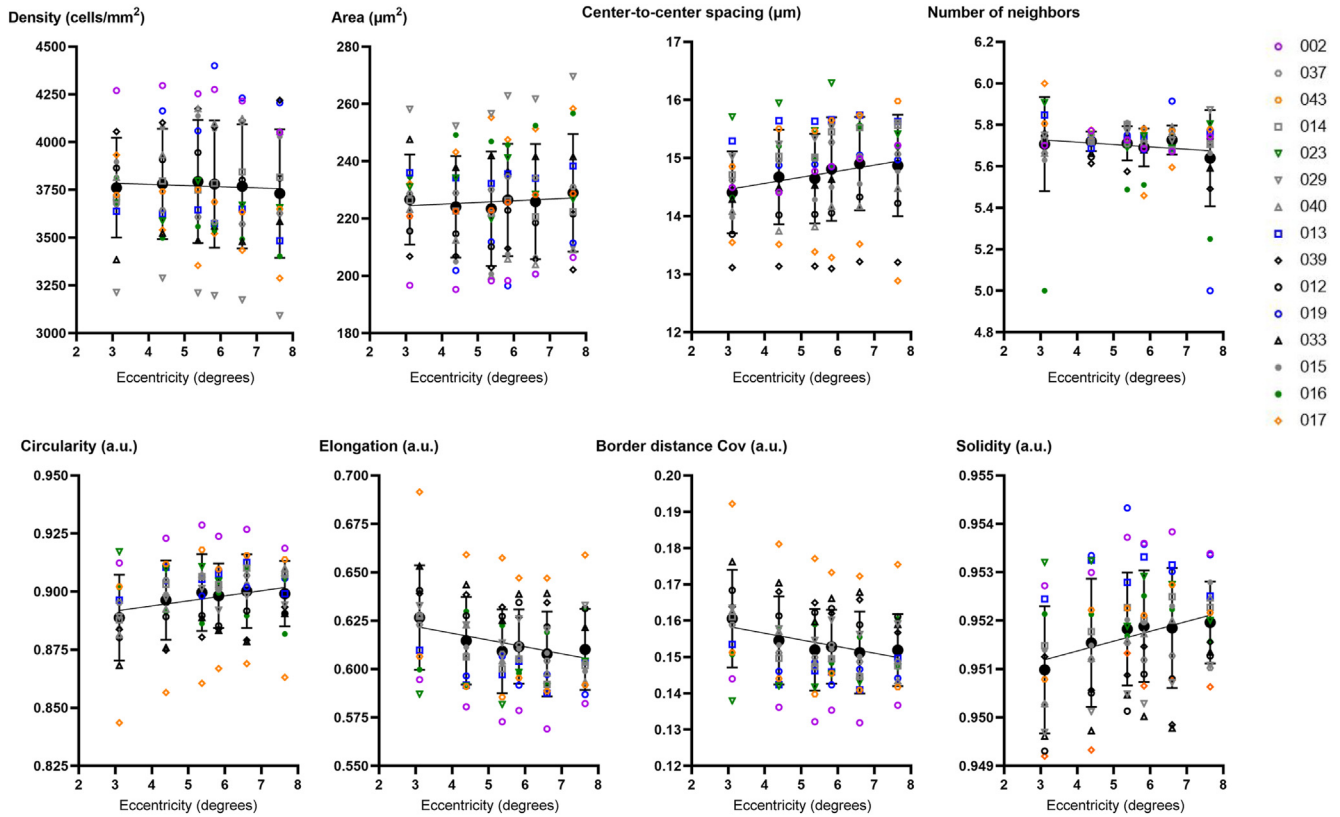 Density (cells/mm²)
Area (µm²)
Center-to-center spacing (µm)
Number of neighbors
4500
4250
4000
3750
3500
3250
3000
2 3 4 5 6 7 8
Eccentricity (degrees)
280
260
240
220
200
180
2 3 4 5 6 7 8
Eccentricity (degrees)
17
16
15
14
13
12
2 3 4 5 6 7 8
Eccentricity (degrees)
6.2
6.0
5.8
5.6
5.4
5.2
5.0
4.8
2 3 4 5 6 7 8
Eccentricity (degrees)
002
037
043
014
023
029
040
013
039
012
019
033
015
016
017
Circularity (a.u.)
Elongation (a.u.)
Border distance Cov (a.u.)
Solidity (a.u.)
0.950
0.925
0.900
0.875
0.850
0.825
2 3 4 5 6 7 8
Eccentricity (degrees)
0.700
0.675
0.650
0.625
0.600
0.575
0.550
2 3 4 5 6 7 8
Eccentricity (degrees)
0.20
0.19
0.18
0.17
0.16
0.15
0.14
0.13
0.12
2 3 4 5 6 7 8
Eccentricity (degrees)
0.955
0.954
0.953
0.952
0.951
0.950
0.949
2 3 4 5 6 7 8
Eccentricity (degrees)